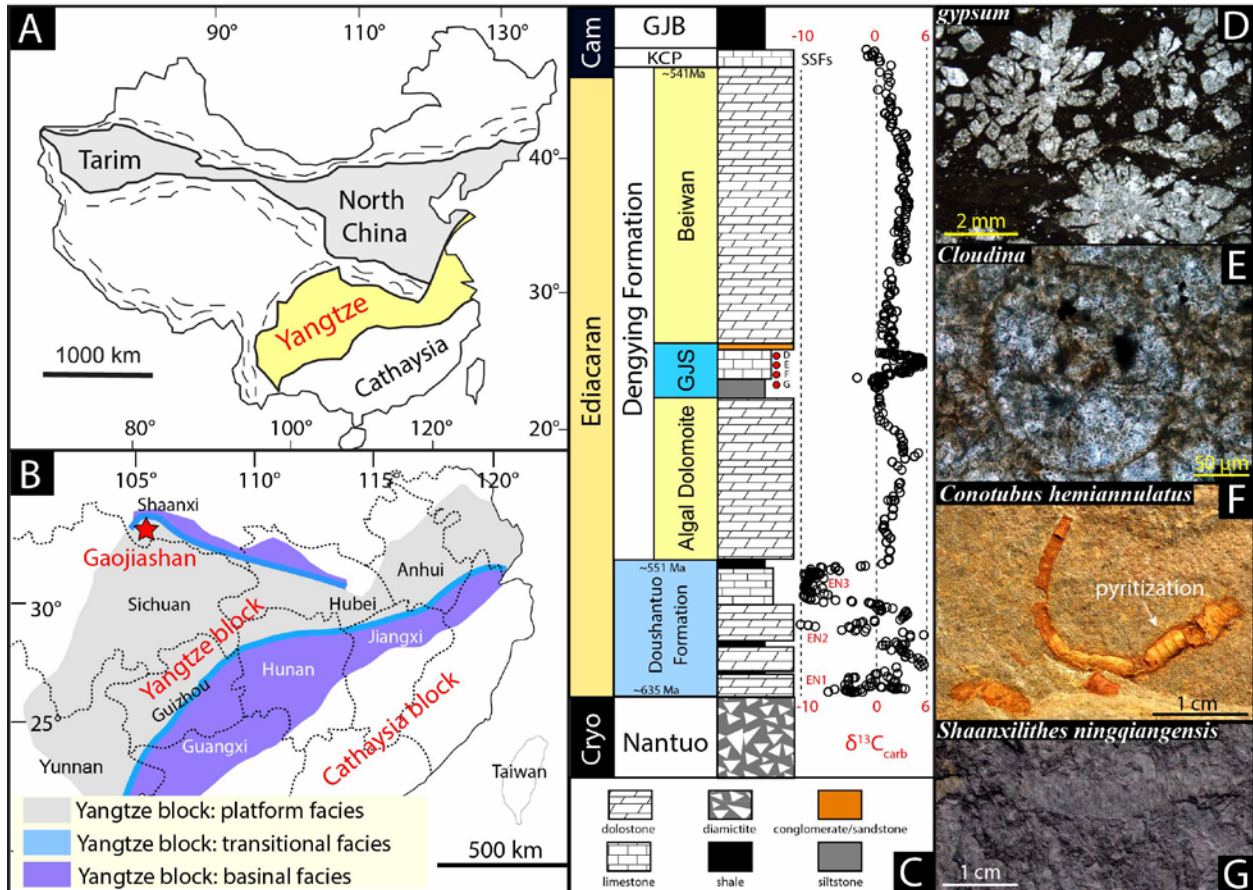 A
90°
110°
130°
Tarim
North
China
40°
30°
20°
Yangtze
Cathaysia
1000 km
80°
100
120°
B
105°
110°
115°
120°
Shaanxi
Gaojiashan
Anhui
30°
Sichuan
Hubei
Yangtze block
Jiangxi
Hunan
Guizhou
Cathaysia block
25°
Guangxi
Yunnan
Taiwan
Yangtze block: platform facies
Yangtze block: transitional facies
Yangtze block: basinal facies
500 km
Cam
GJB
-10
0
6
KCP
SSFs
~541Ma
Ediacaran
Dengying Formation
Beiwan
GJS
D
E
F
G
Algal Dolomoite
~551 Ma
EN3
Doushantuo
Formation
EN2
EN1
~635 Ma
-10
0
6
Cryo
Nantuo
δ13Ccarb
dolostone
diamictite
conglomerate/sandstone
limestone
shale
siltstone
C
gypsum
D
2 mm
Cloudina
E
50 µm
Conotubus hemiannulatus
F
pyritization
1 cm
Shaanxilithes ningqiangensis
1 cm
G